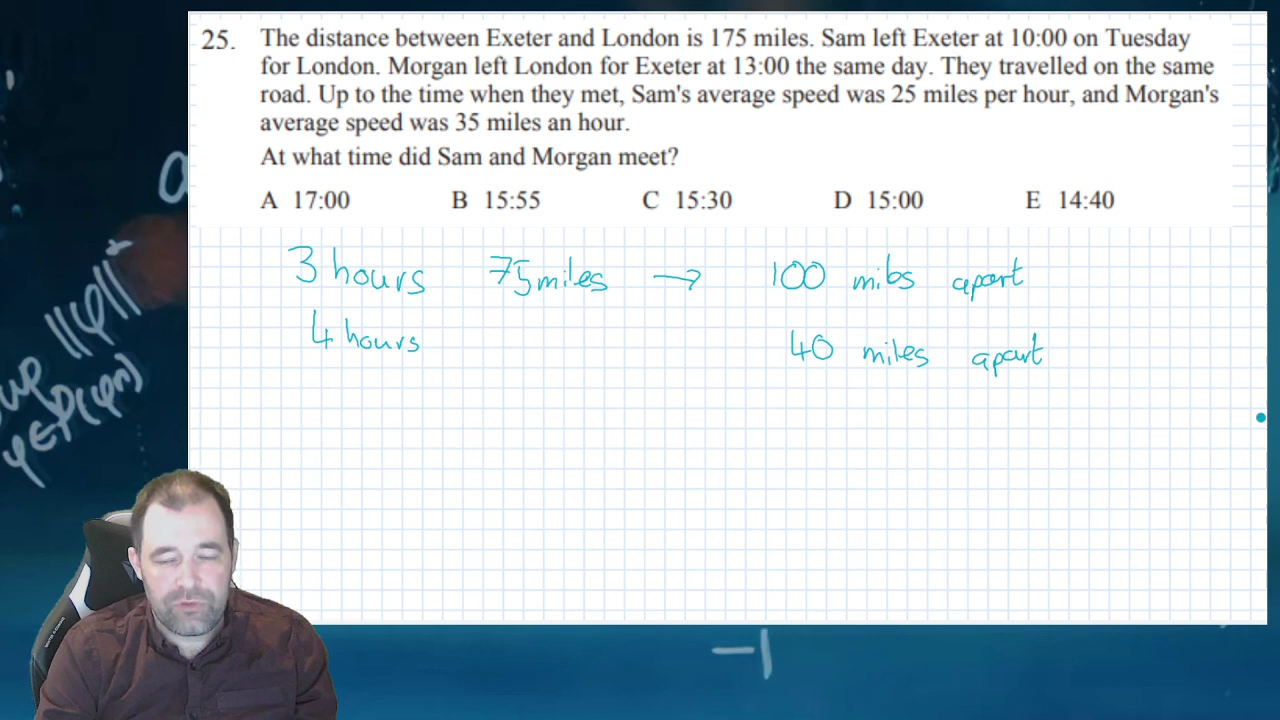 25. The distance between Exeter and London is 175 miles. Sam left Exeter at 10:00 on Tuesday
for London. Morgan left London for Exeter at 13:00 the same day. They travelled on the same
road. Up to the time when they met, Sam's average speed was 25 miles per hour, and Morgan's
average speed was 35 miles an hour.
At what time did Sam and Morgan meet?
A 17:00 B 15:55 C 15:30 D 15:00 E 14:40
3 hours 75 miles → 100 miles apart
4 hours 40 miles apart
||φ||
-1